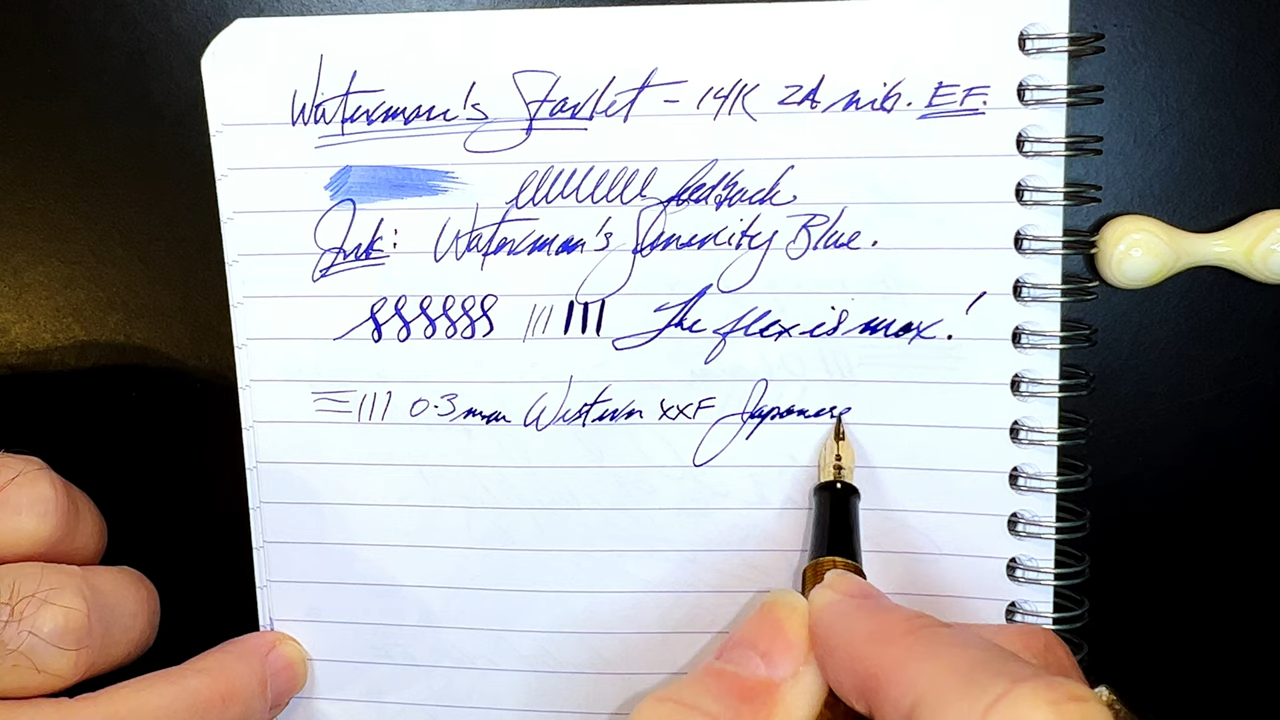 Waterman's Starlet - 14K 2A nib. EF.
feedback
Ink: Waterman's Serenity Blue.
The flex is max!
0.3mm Western XXF Japanese